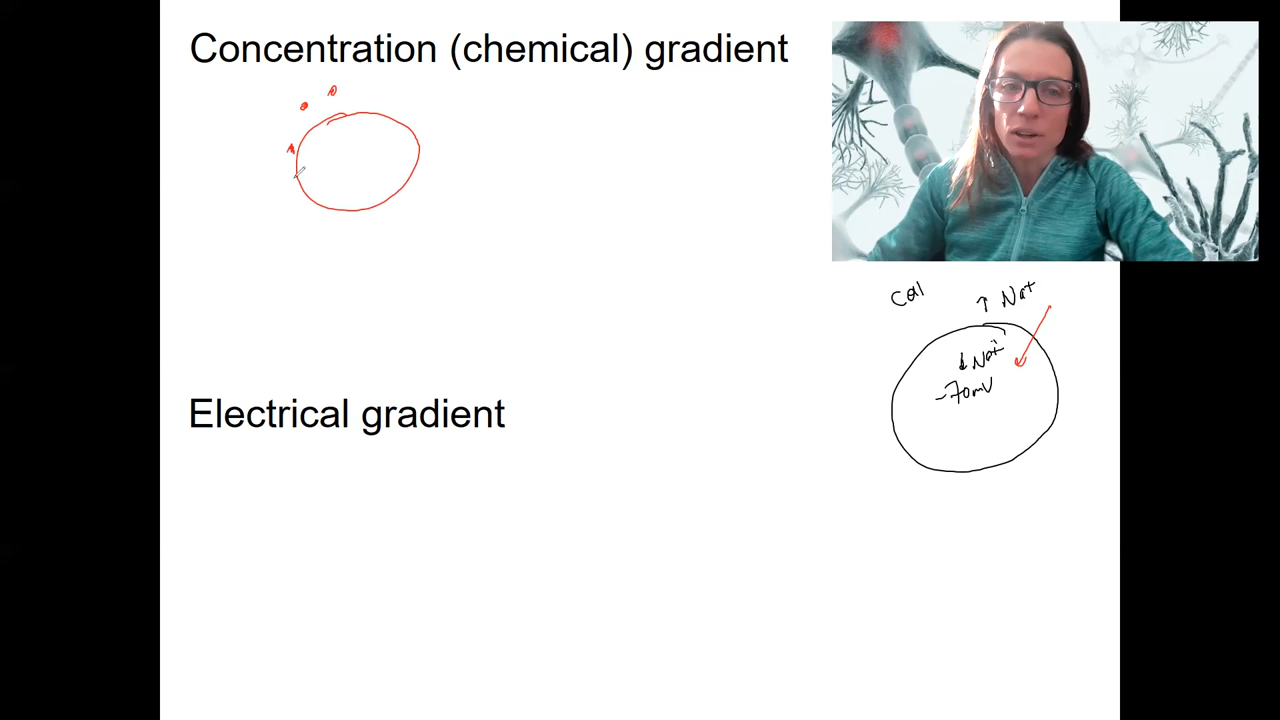 Concentration (chemical) gradient
Cell
↑ Na+
↓ Na+
-70mV
Electrical gradient